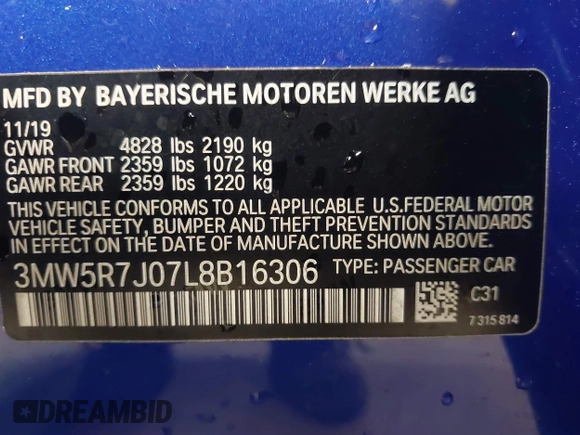 MFD BY BAYERISCHE MOTOREN WERKE AG
11/19
GVWR 4828 lbs 2190 kg
GAWR FRONT 2359 lbs 1072 kg
GAWR REAR 2359 lbs 1220 kg
THIS VEHICLE CONFORMS TO ALL APPLICABLE U.S.FEDERAL MOTOR
VEHICLE SAFETY, BUMPER AND THEFT PREVENTION STANDARDS
IN EFFECT ON THE DATE OF MANUFACTURE SHOWN ABOVE.
3MW5R7J07L8B16306 TYPE: PASSENGER CAR
C31
7 315 814
DREAMBID